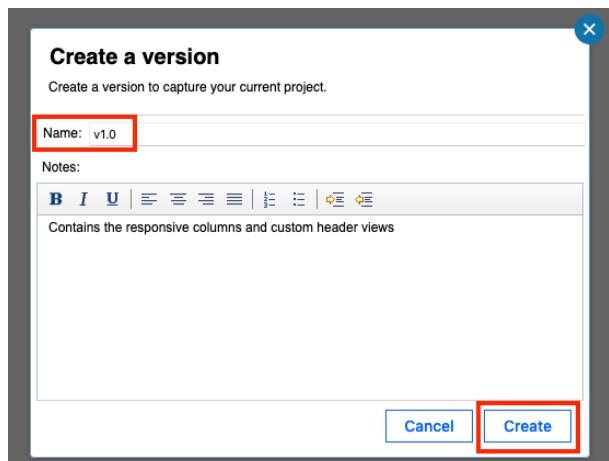 Create a version
Create a version to capture your current project.
Name: v1.0
Notes:
B I U
Contains the responsive columns and custom header views
Cancel Create